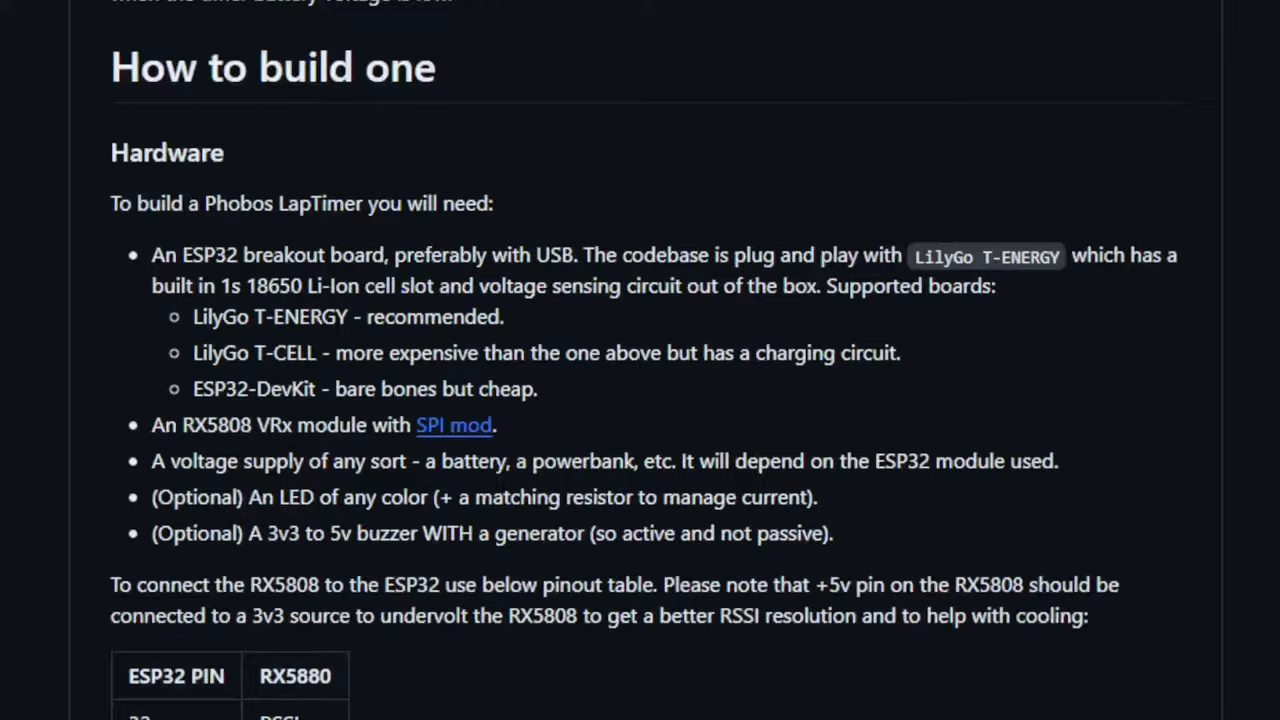 How to build one
Hardware
To build a Phobos LapTimer you will need:
An ESP32 breakout board, preferably with USB. The codebase is plug and play with LilyGo T-ENERGY which has a
built in 1s 18650 Li-Ion cell slot and voltage sensing circuit out of the box. Supported boards:
LilyGo T-ENERGY - recommended.
LilyGo T-CELL - more expensive than the one above but has a charging circuit.
ESP32-DevKit - bare bones but cheap.
An RX5808 VRx module with SPI mod.
A voltage supply of any sort - a battery, a powerbank, etc. It will depend on the ESP32 module used.
(Optional) An LED of any color (+ a matching resistor to manage current).
(Optional) A 3v3 to 5v buzzer WITH a generator (so active and not passive).
To connect the RX5808 to the ESP32 use below pinout table. Please note that +5v pin on the RX5808 should be
connected to a 3v3 source to undervolt the RX5808 to get a better RSSI resolution and to help with cooling:
ESP32 PIN RX5880